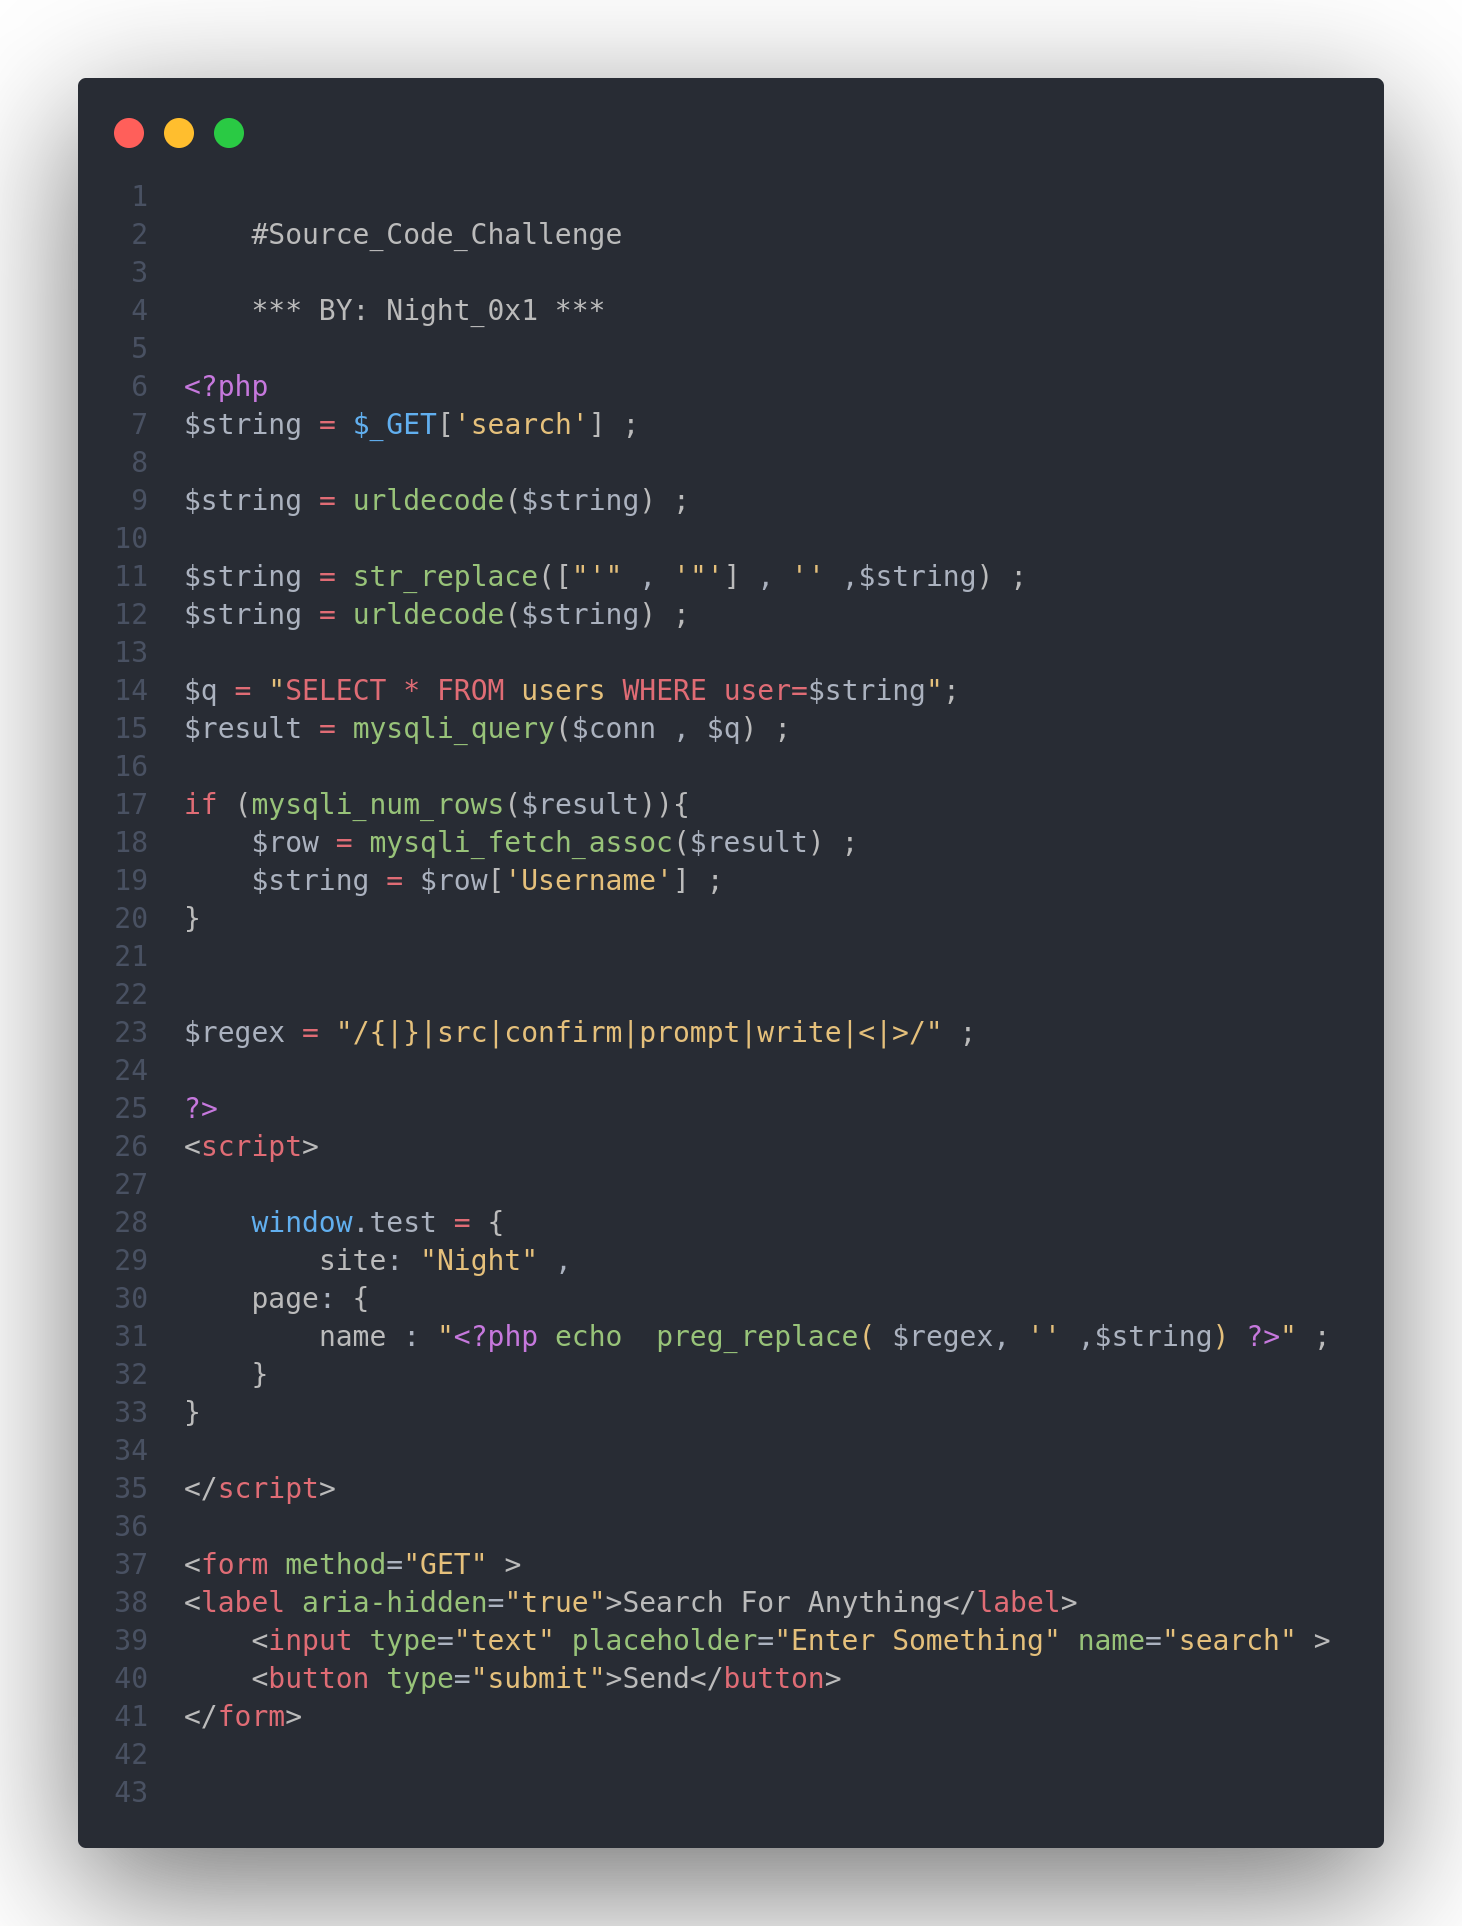 1
2 #Source_Code_Challenge
3
4 *** BY: Night_0x1 ***
5
6 <?php
7 $string = $_GET['search'] ;
8
9 $string = urldecode($string) ;
10
11 $string = str_replace(["'" , '"'] , '' ,$string) ;
12 $string = urldecode($string) ;
13
14 $q = "SELECT * FROM users WHERE user=$string";
15 $result = mysqli_query($conn , $q) ;
16
17 if (mysqli_num_rows($result)){
18     $row = mysqli_fetch_assoc($result) ;
19     $string = $row['Username'] ;
20 }
21
22
23 $regex = "/{|}|src|confirm|prompt|write|<|>/" ;
24
25 ?>
26 <script>
27
28     window.test = {
29         site: "Night" ,
30     page: {
31         name : "<?php echo  preg_replace( $regex, '' ,$string) ?>" ;
32     }
33 }
34
35 </script>
36
37 <form method="GET" >
38 <label aria-hidden="true">Search For Anything</label>
39     <input type="text" placeholder="Enter Something" name="search" >
40     <button type="submit">Send</button>
41 </form>
42
43